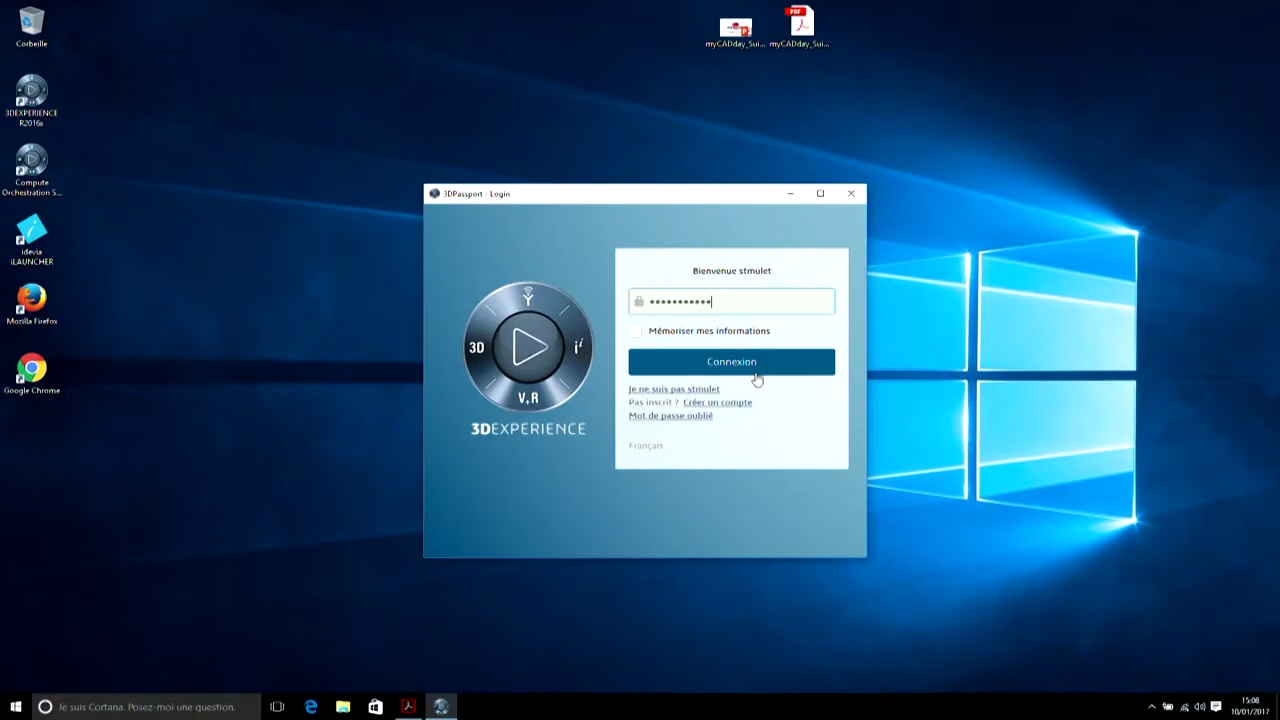 Corbeille
3DEXPERIENCE
R2016x
Compute
Orchestration S...
idevia
iLAUNCHER
Mozilla Firefox
Google Chrome
PDF
myCADday_Sui...
myCADday_Sui...
3DPassport - Login
Bienvenue stmulet
Mémoriser mes informations
Connexion
Je ne suis pas stmulet
Pas inscrit ? Créer un compte
Mot de passe oublié
Français
3D
i
V,R
3DEXPERIENCE
Je suis Cortana. Posez-moi une question.
15:08
10/01/2017